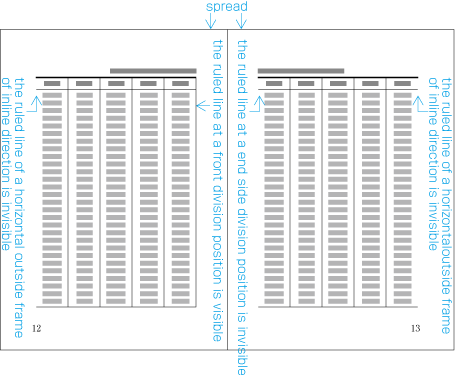 spread
the ruled line of a horizontal outside frame
of inline direction is invisible
the ruled line at a front division position is visible
the ruled line at a end side division position is invisible
the ruled line of a horizontaloutside frame
of inline direction is invisible
12
13